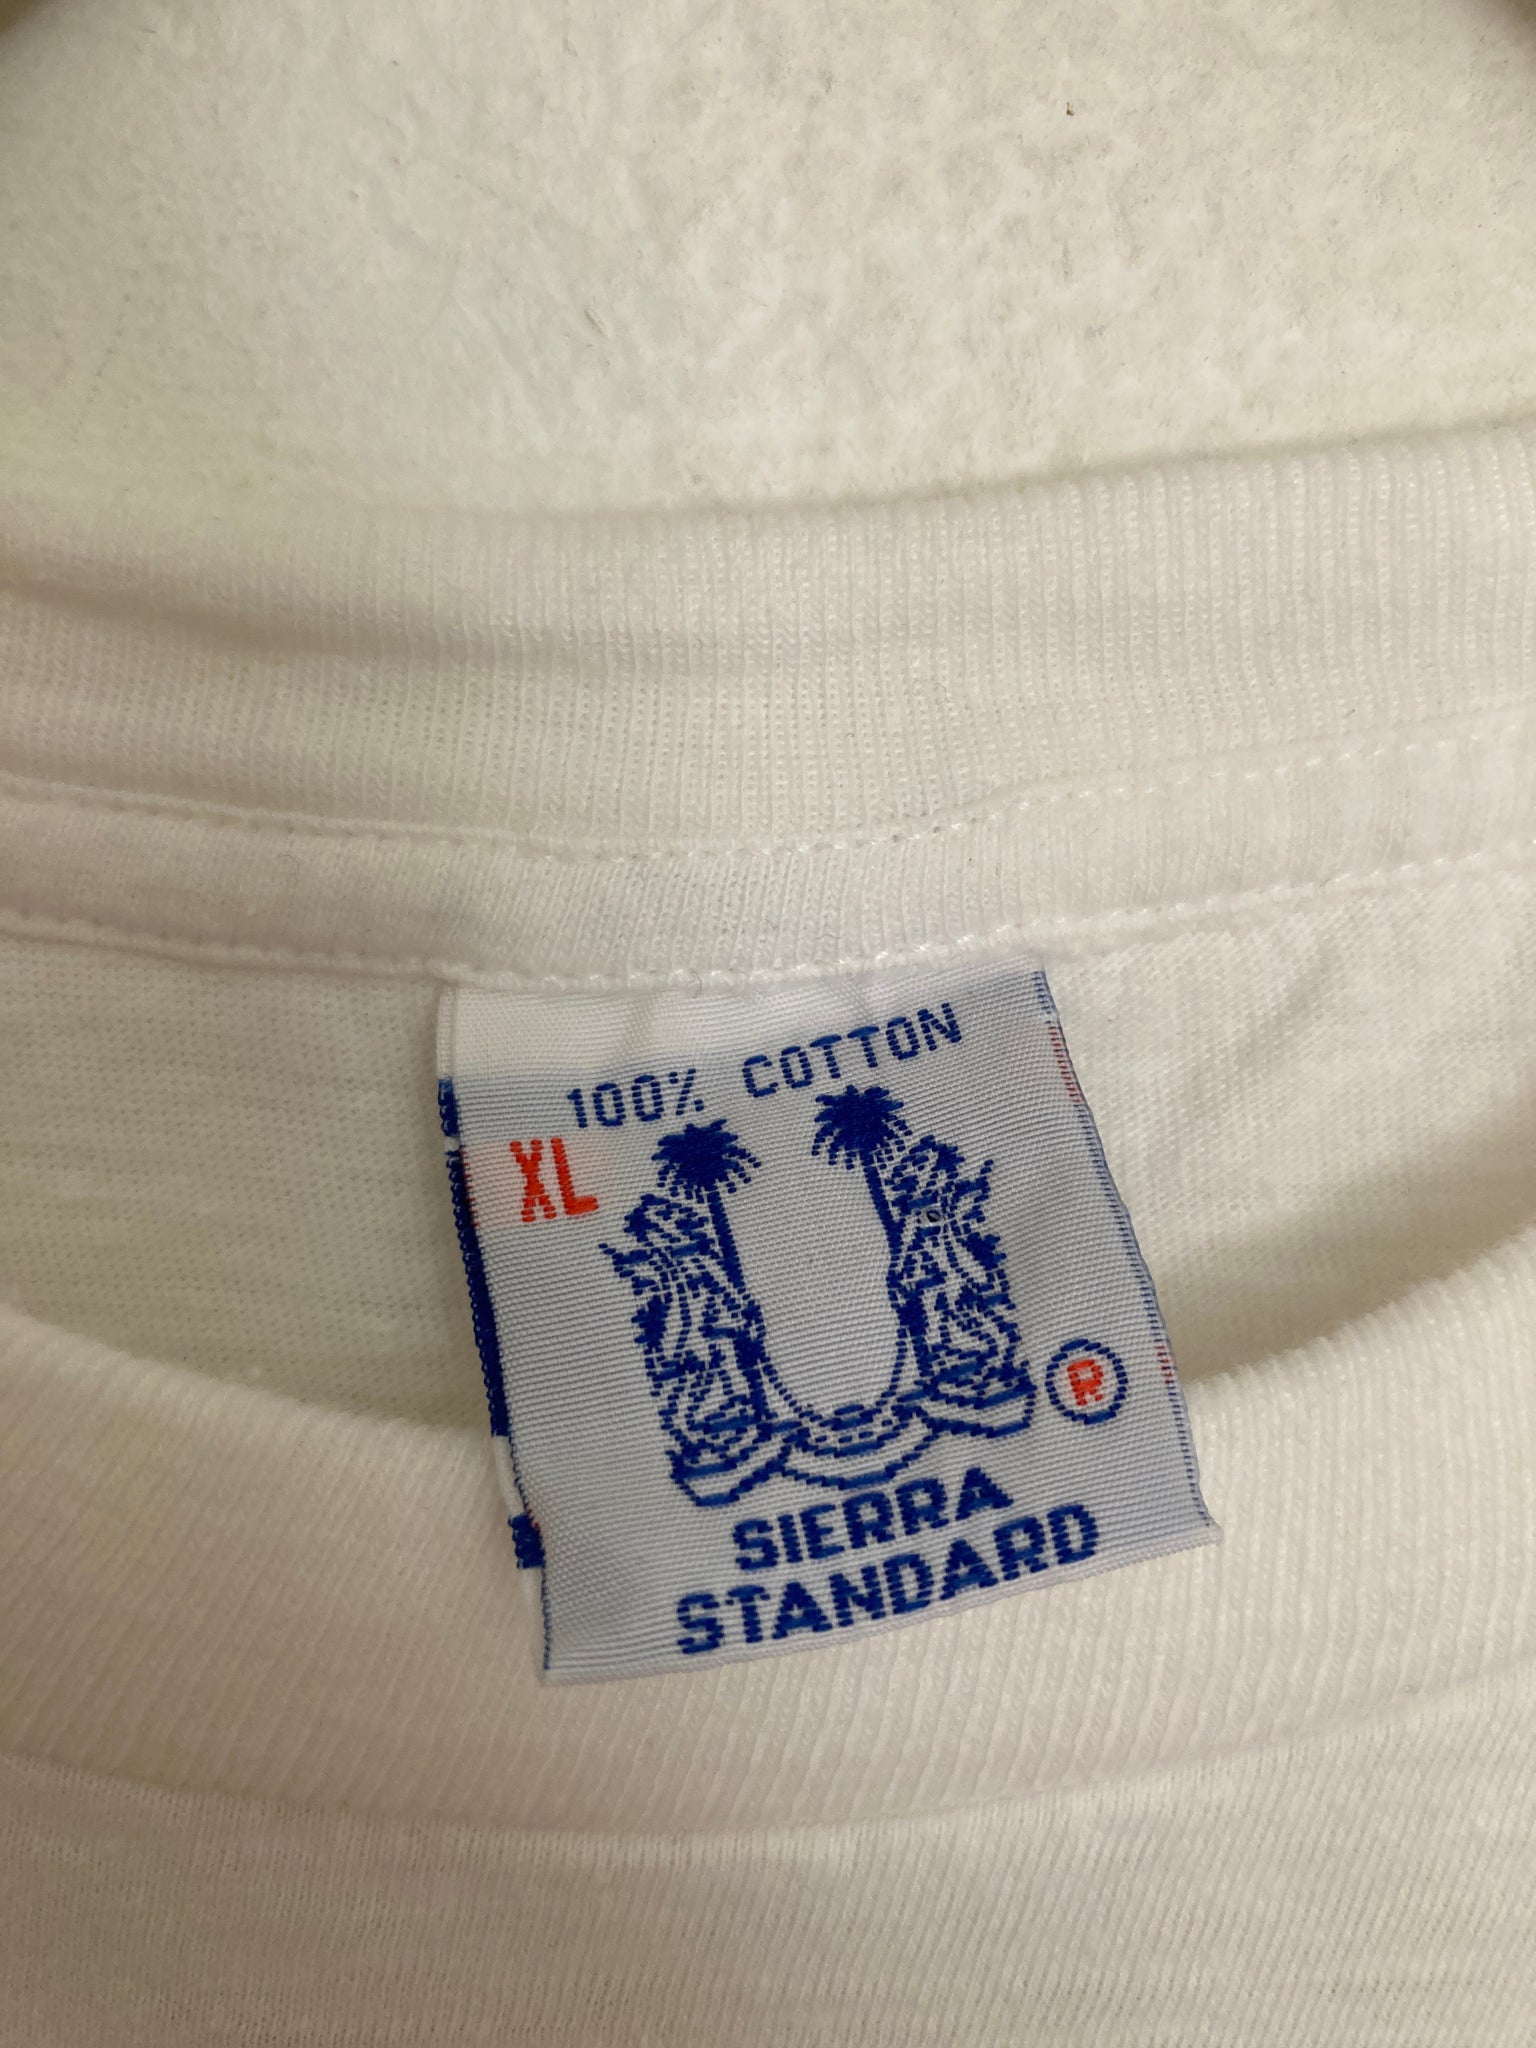 100% COTTON
XL
R
SIERRA
STANDARD